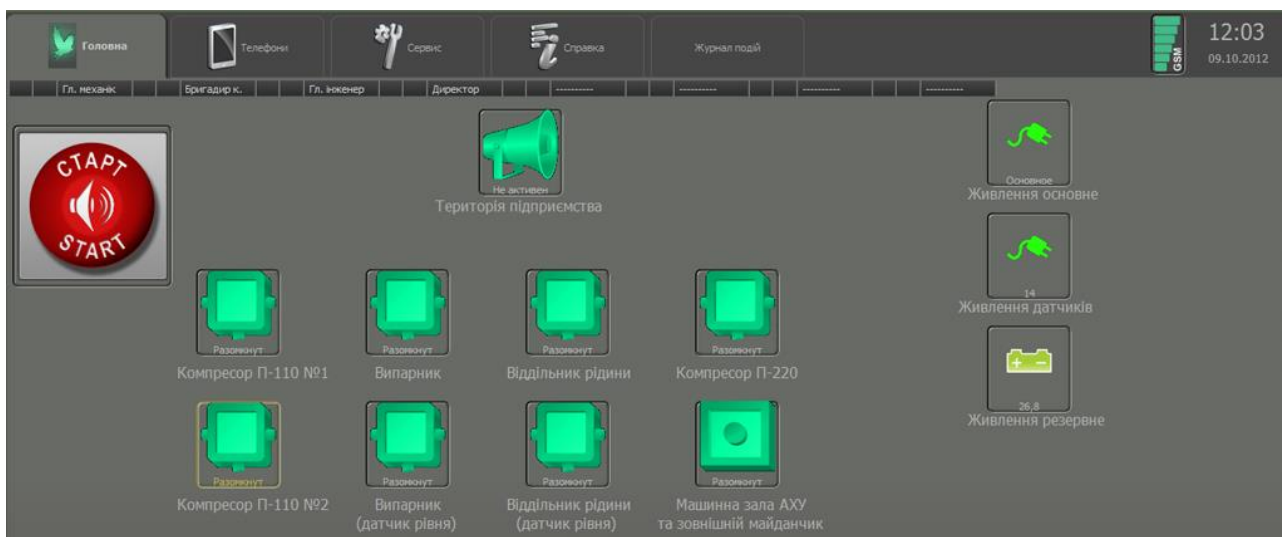 Головна
Телефони
Сервис
Справка
Журнал подій
GSM
12:03
09.10.2012
Гл. механік
Бригадир к.
Гл. інженер
Директор
----------
----------
----------
----------
СТАРТ
START
Не активен
Територія підприємства
Основное
Живлення основне
14
Живлення датчиків
26,8
Живлення резервне
Разомкнут
Разомкнут
Разомкнут
Разомкнут
Компресор П-110 №1
Випарник
Віддільник рідини
Компресор П-220
Разомкнут
Разомкнут
Разомкнут
Разомкнут
Компресор П-110 №2
Випарник
(датчик рівня)
Віддільник рідини
(датчик рівня)
Машинна зала АХУ
та зовнішній майданчик